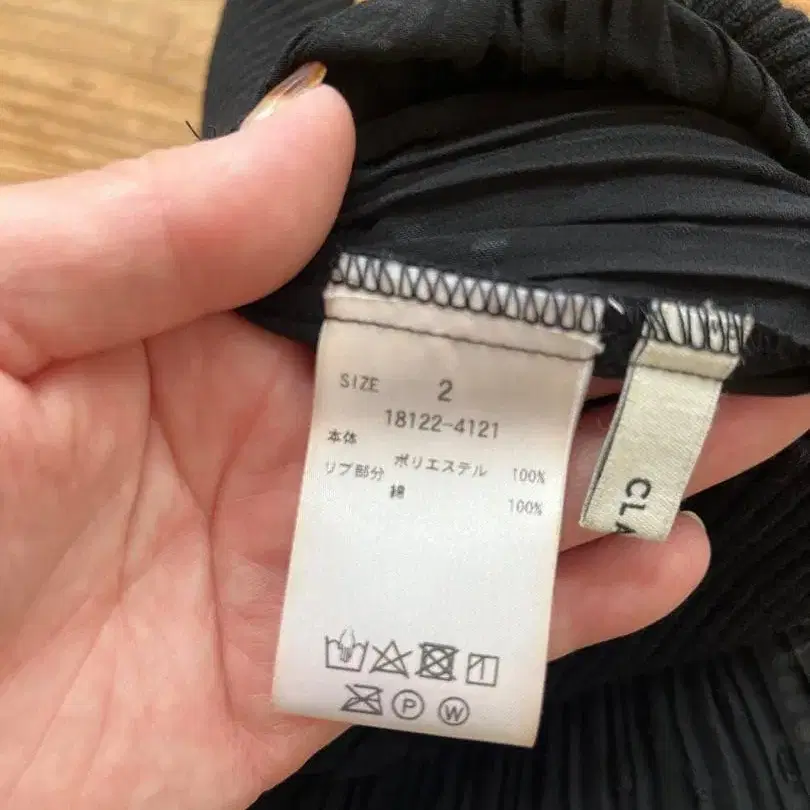 SIZE 2
18122-4121
本体
ポリエステル 100%
リブ部分
綿 100%
P W
CLA